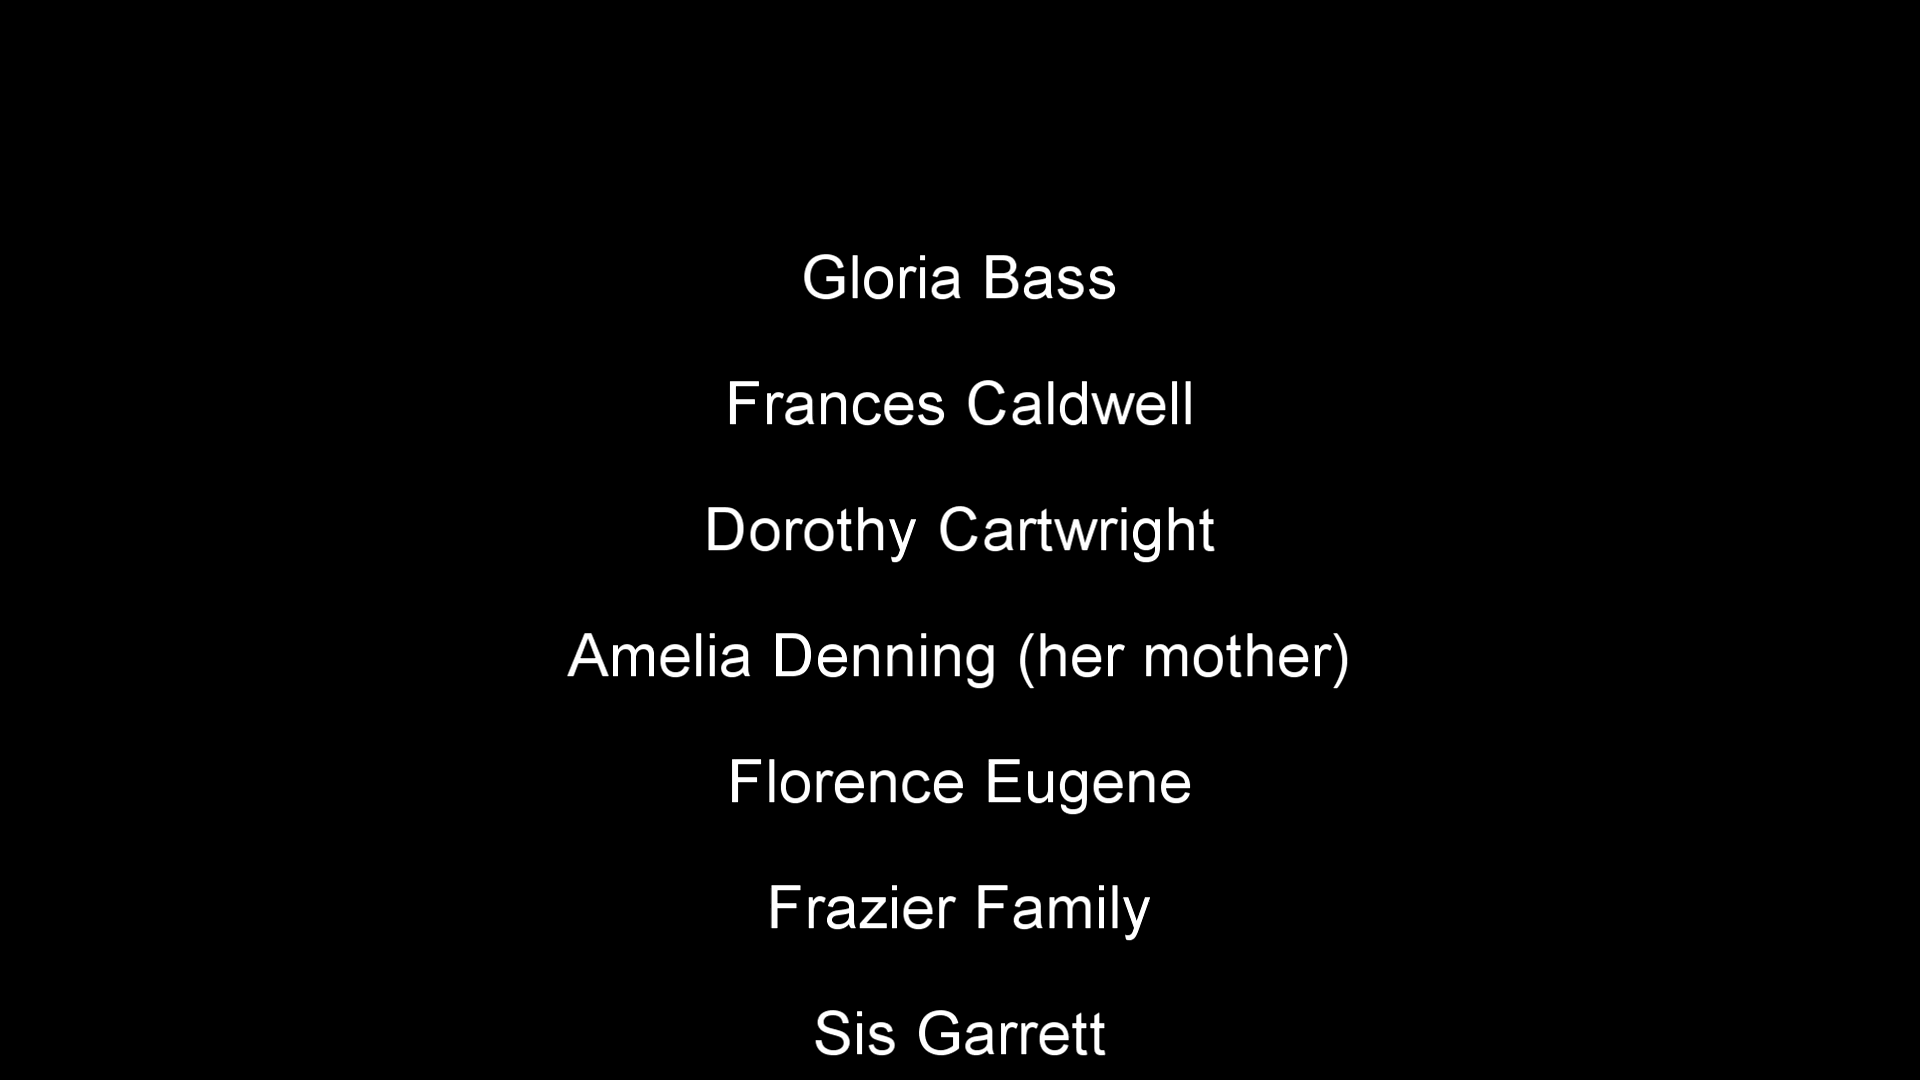 Gloria Bass
Frances Caldwell
Dorothy Cartwright
Amelia Denning (her mother)
Florence Eugene
Frazier Family
Sis Garrett